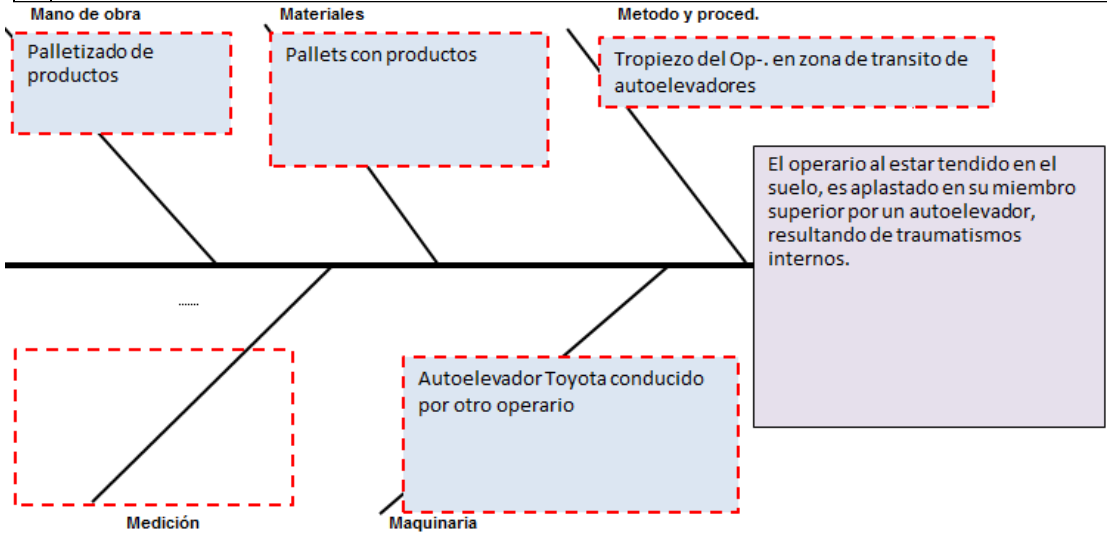 Mano de obra
Materiales
Metodo y proced.
Palletizado de
productos
Pallets con productos
Tropiezo del Op-. en zona de transito de
autoelevadores
El operario al estar tendido en el
suelo, es aplastado en su miembro
superior por un autoelevador,
resultando de traumatismos
internos.
.......
Autoelevador Toyota conducido
por otro operario
Medición
Maquinaria